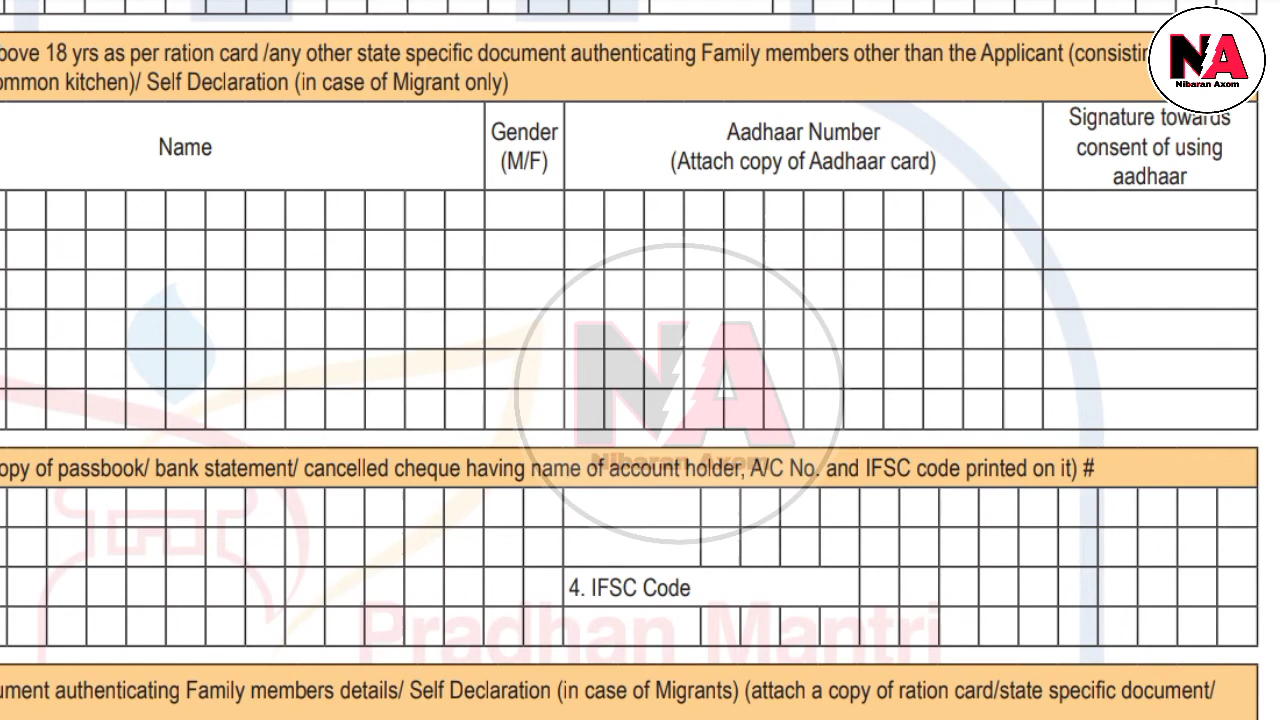 bove 18 yrs as per ration card /any other state specific document authenticating Family members other than the Applicant (consistin
ommon kitchen)/ Self Declaration (in case of Migrant only)
NA
Nibaran Axom
Name
Gender
(M/F)
Aadhaar Number
(Attach copy of Aadhaar card)
Signature towards
consent of using
aadhaar
NA
Nibaran Axom
opy of passbook/ bank statement/ cancelled cheque having name of account holder, A/C No. and IFSC code printed on it) #
4. IFSC Code
Pradhan Mantri
ument authenticating Family members details/ Self Declaration (in case of Migrants) (attach a copy of ration card/state specific document/